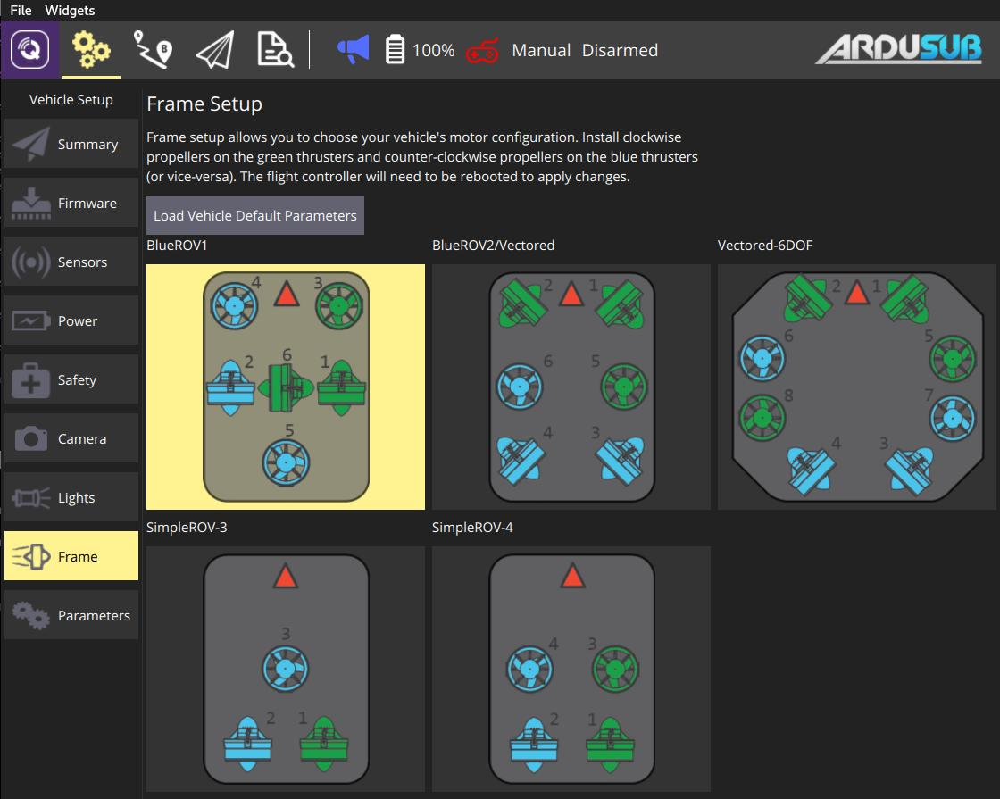 File Widgets
100% Manual Disarmed
ARDUSUB
Vehicle Setup
Summary
Firmware
Sensors
Power
Safety
Camera
Lights
Frame
Parameters
Frame Setup
Frame setup allows you to choose your vehicle's motor configuration. Install clockwise
propellers on the green thrusters and counter-clockwise propellers on the blue thrusters
(or vice-versa). The flight controller will need to be rebooted to apply changes.
Load Vehicle Default Parameters
BlueROV1
4 3
2 6 1
5
BlueROV2/Vectored
2 1
6 5
4 3
Vectored-6DOF
2 1
6 5
8 7
4 3
SimpleROV-3
3
2 1
SimpleROV-4
4 3
2 1